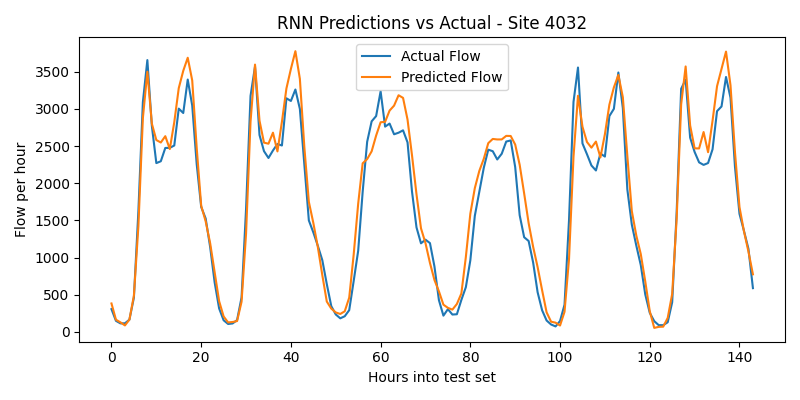 RNN Predictions vs Actual - Site 4032
Actual Flow
Predicted Flow
Flow per hour
3500
3000
2500
2000
1500
1000
500
0
0 20 40 60 80 100 120 140
Hours into test set